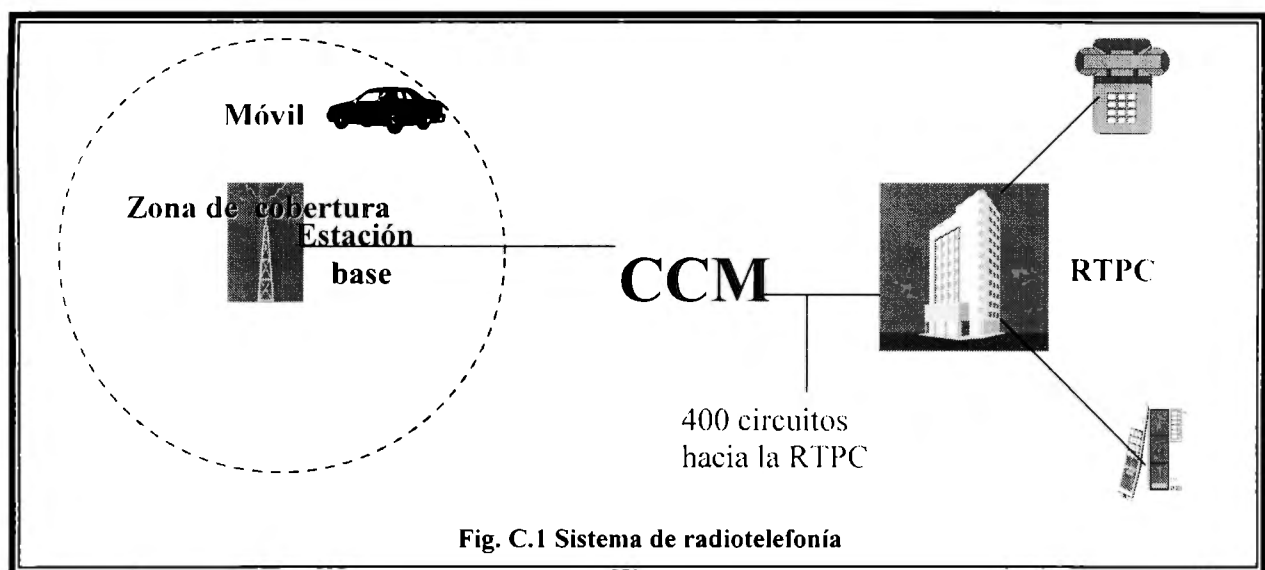 Móvil
Zona de cobertura
Estación
base
CCM
RTPC
400 circuitos
hacia la RTPC
Fig. C.1 Sistema de radiotelefonía